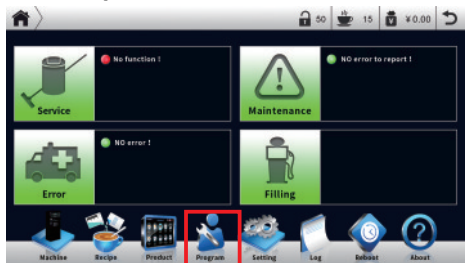 50 15 ¥0.00
No function !
Service
NO error to report !
Maintenance
NO error !
Error
Filling
Machine Recipe Product Program Setting Log Reboot About